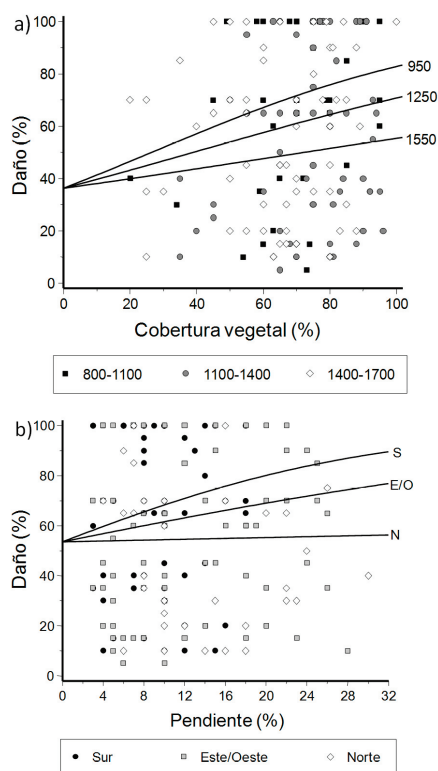 a)
100
80
60
40
20
0
Daño (%)
950
1250
1550
0 20 40 60 80 100
Cobertura vegetal (%)
800-1100 1100-1400 1400-1700
b)
100
80
60
40
20
0
Daño (%)
S
E/O
N
0 4 8 12 16 20 24 28 32
Pendiente (%)
Sur Este/Oeste Norte